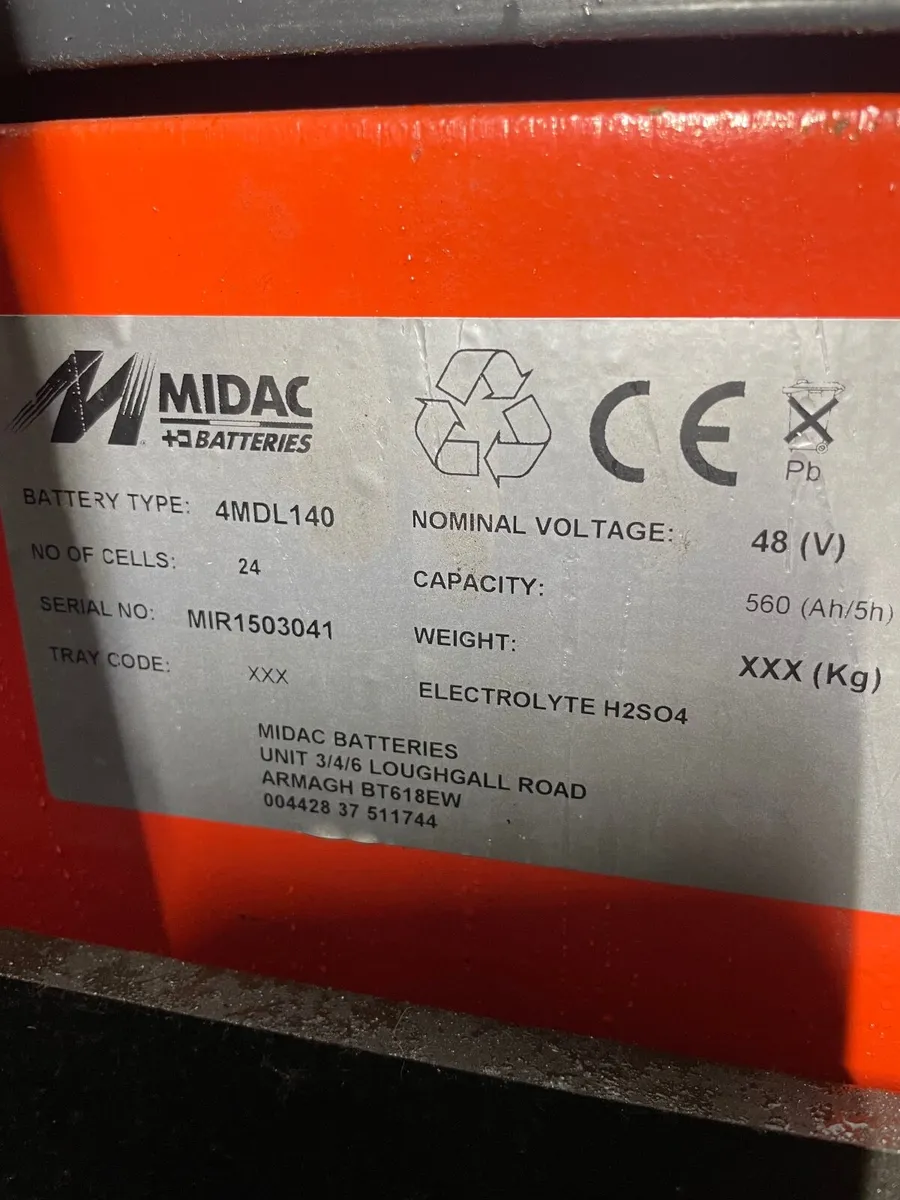 MIDAC
BATTERIES
CE
Pb
BATTERY TYPE: 4MDL140
NO OF CELLS: 24
SERIAL NO: MIR1503041
TRAY CODE: XXX
NOMINAL VOLTAGE: 48 (V)
CAPACITY: 560 (Ah/5h)
WEIGHT: XXX (Kg)
ELECTROLYTE H2SO4
MIDAC BATTERIES
UNIT 3/4/6 LOUGHGALL ROAD
ARMAGH BT618EW
004428 37 511744